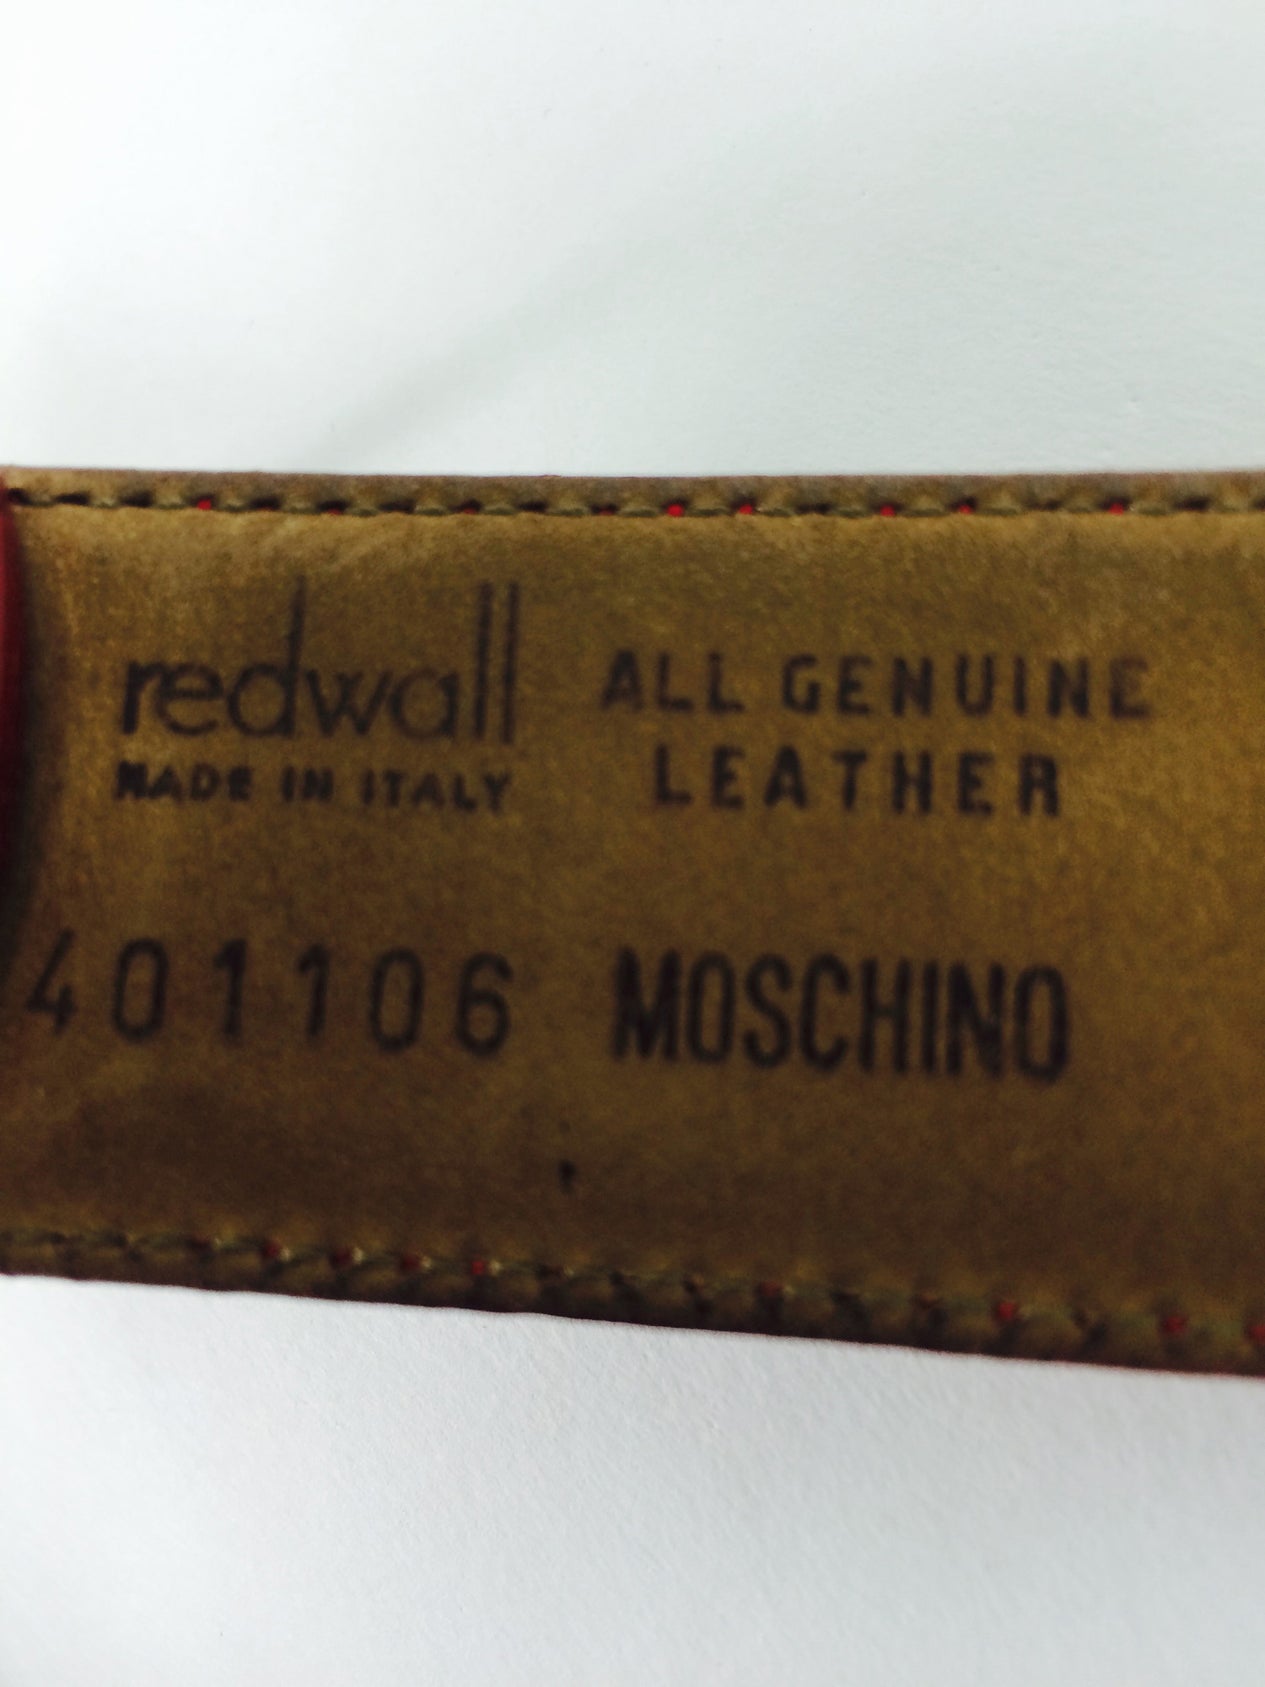 redwall
MADE IN ITALY
ALL GENUINE
LEATHER
401106 MOSCHINO